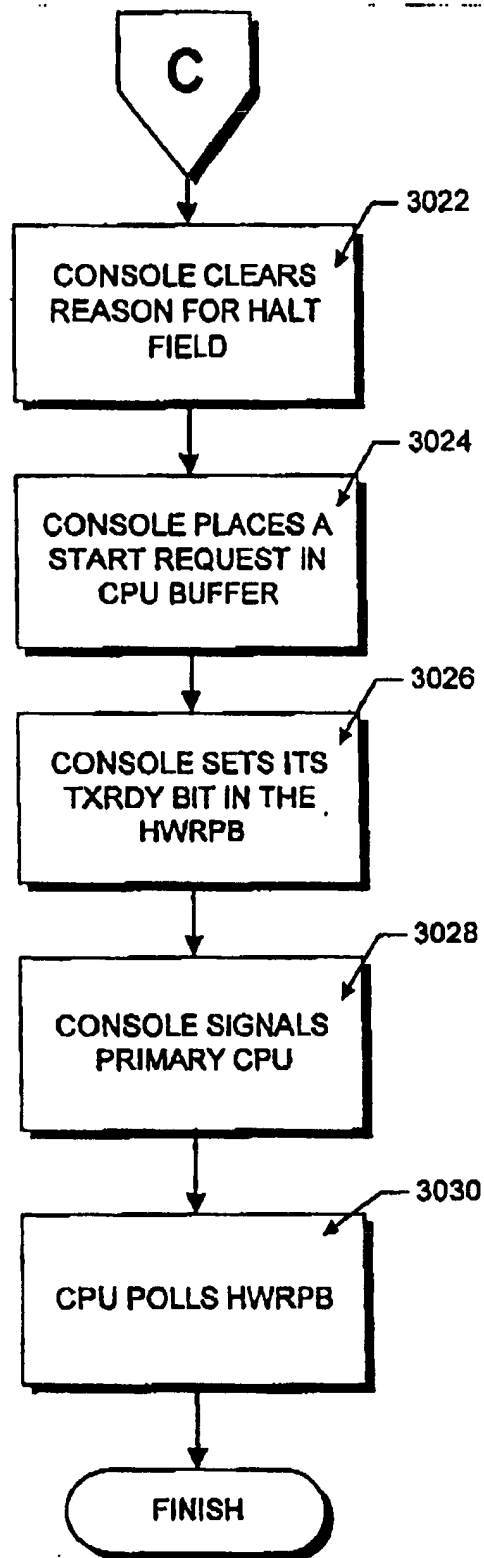 C
3022
CONSOLE CLEARS
REASON FOR HALT
FIELD
3024
CONSOLE PLACES A
START REQUEST IN
CPU BUFFER
3026
CONSOLE SETS ITS
TXRDY BIT IN THE
HWRPB
3028
CONSOLE SIGNALS
PRIMARY CPU
3030
CPU POLLS HWRPB
FINISH